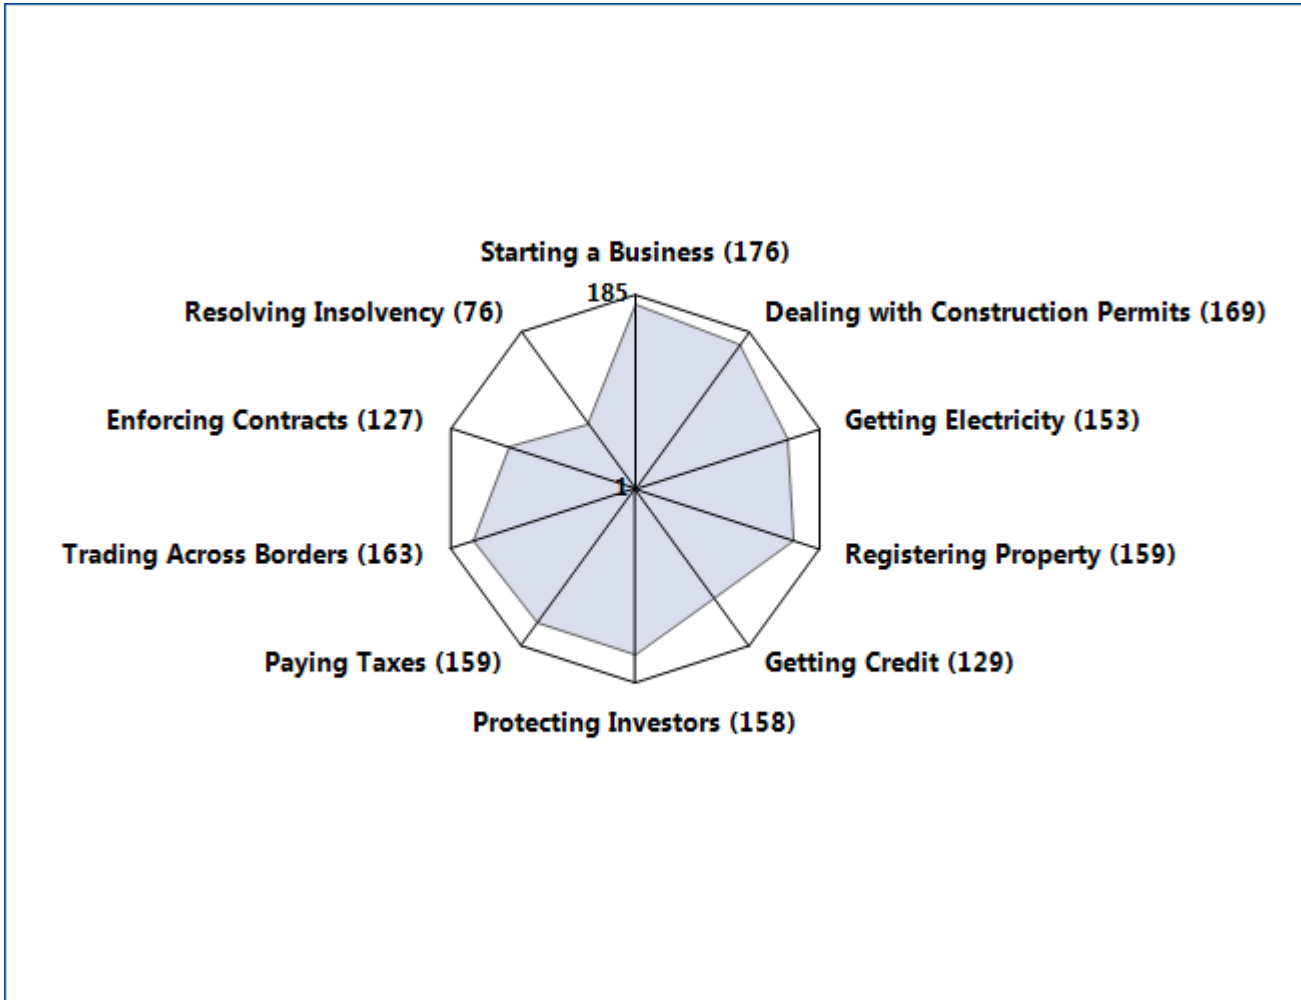 Starting a Business (176)
185
Resolving Insolvency (76)
Dealing with Construction Permits (169)
Enforcing Contracts (127)
Getting Electricity (153)
1
Trading Across Borders (163)
Registering Property (159)
Paying Taxes (159)
Getting Credit (129)
Protecting Investors (158)